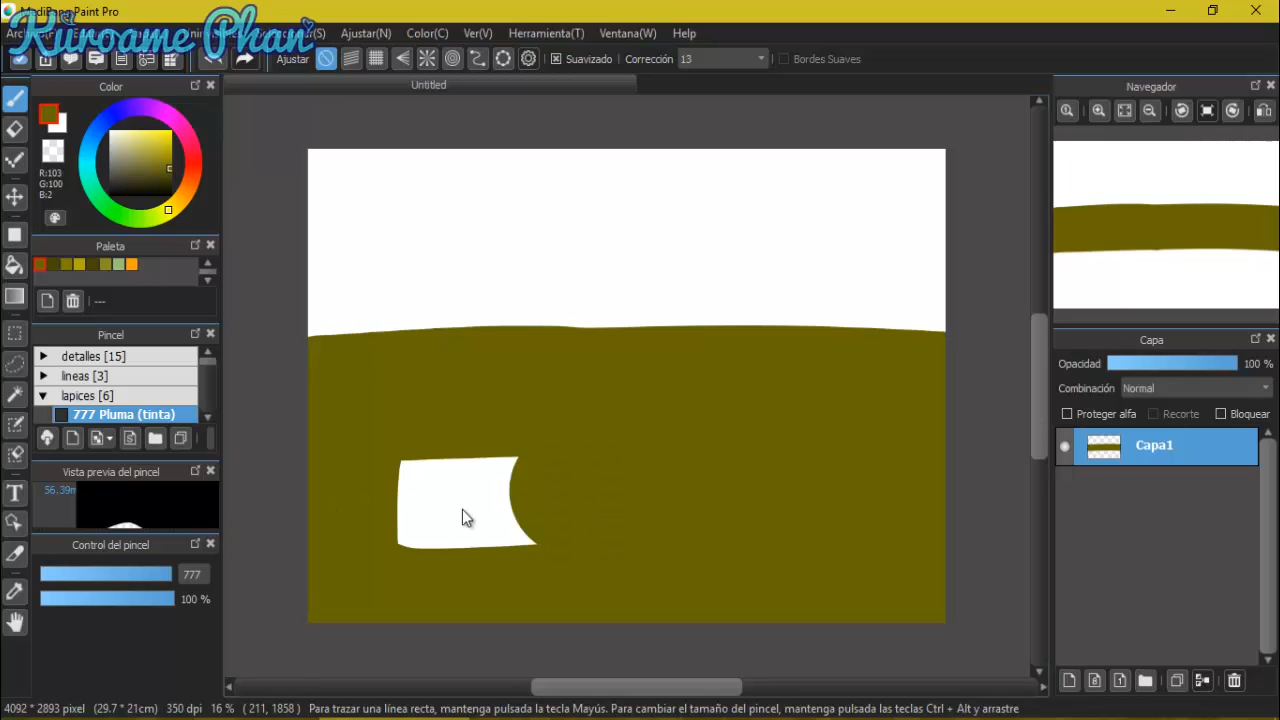 MediBang Paint Pro
Kuroame Phan
Ajustar(N) Color(C) Ver(V) Herramienta(T) Ventana(W) Help
Ajustar Suavizado Corrección 13 Bordes Suaves
Untitled
Color
R:103
G:100
B:2
Paleta
---
Pincel
detalles [15]
lineas [3]
lapices [6]
777 Pluma (tinta)
Vista previa del pincel
56.39m
Control del pincel
777
100 %
Navegador
Capa
Opacidad 100 %
Combinación Normal
Proteger alfa Recorte Bloquear
Capa1
4092 * 2893 pixel (29.7 * 21cm) 350 dpi 16 % ( 211, 1858 ) Para trazar una línea recta, mantenga pulsada la tecla Mayús. Para cambiar el tamaño del pincel, mantenga pulsada las teclas Ctrl + Alt y arrastre